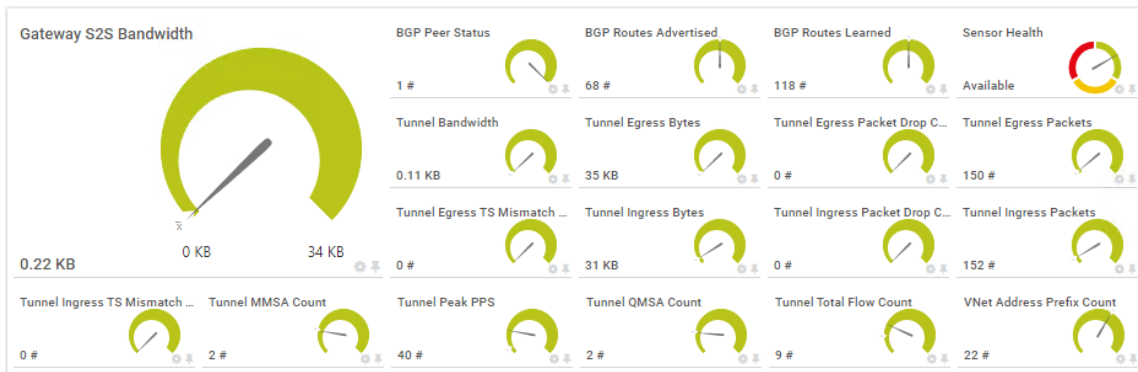 Gateway S2S Bandwidth
0 KB
34 KB
0.22 KB
BGP Peer Status
1 #
BGP Routes Advertised
68 #
BGP Routes Learned
118 #
Sensor Health
Available
Tunnel Bandwidth
0.11 KB
Tunnel Egress Bytes
35 KB
Tunnel Egress Packet Drop C...
0 #
Tunnel Egress Packets
150 #
Tunnel Egress TS Mismatch ...
0 #
Tunnel Ingress Bytes
31 KB
Tunnel Ingress Packet Drop C...
0 #
Tunnel Ingress Packets
152 #
Tunnel Ingress TS Mismatch ...
0 #
Tunnel MMSA Count
2 #
Tunnel Peak PPS
40 #
Tunnel QMSA Count
2 #
Tunnel Total Flow Count
9 #
VNet Address Prefix Count
22 #